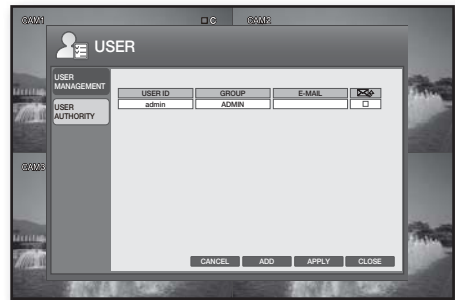 CAM1
C
CAM2
USER
USER MANAGEMENT
USER AUTHORITY
USER ID GROUP E-MAIL
admin ADMIN
CAM3
CANCEL ADD APPLY CLOSE